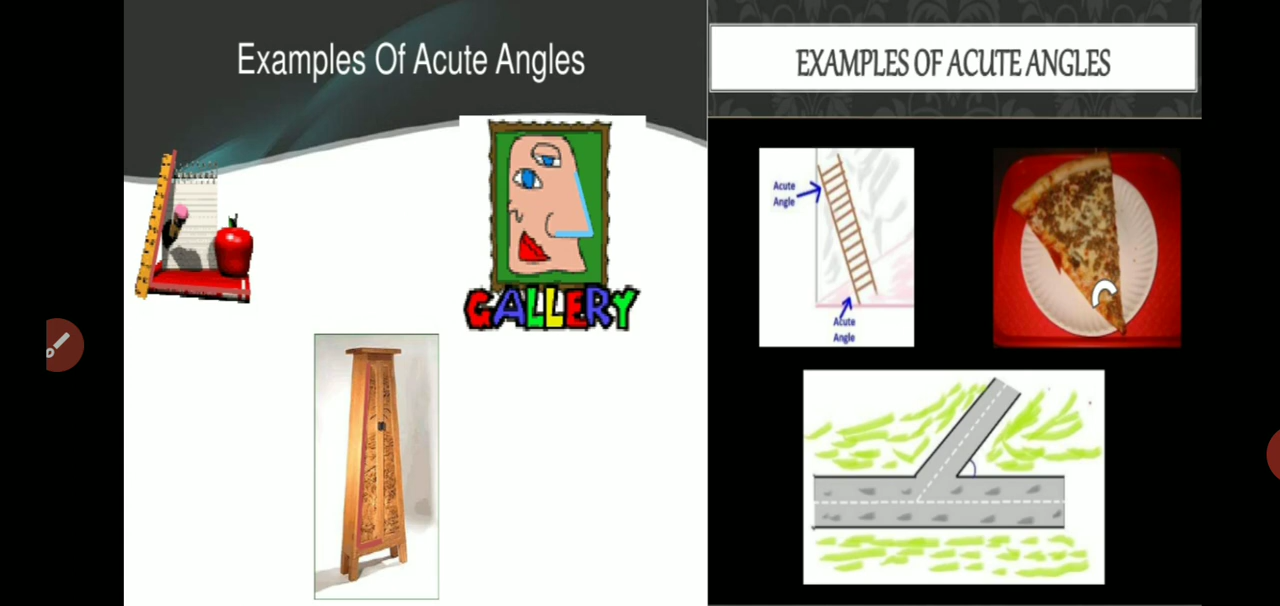 Examples Of Acute Angles
GALLERY
EXAMPLES OF ACUTE ANGLES
Acute
Angle
Acute
Angle